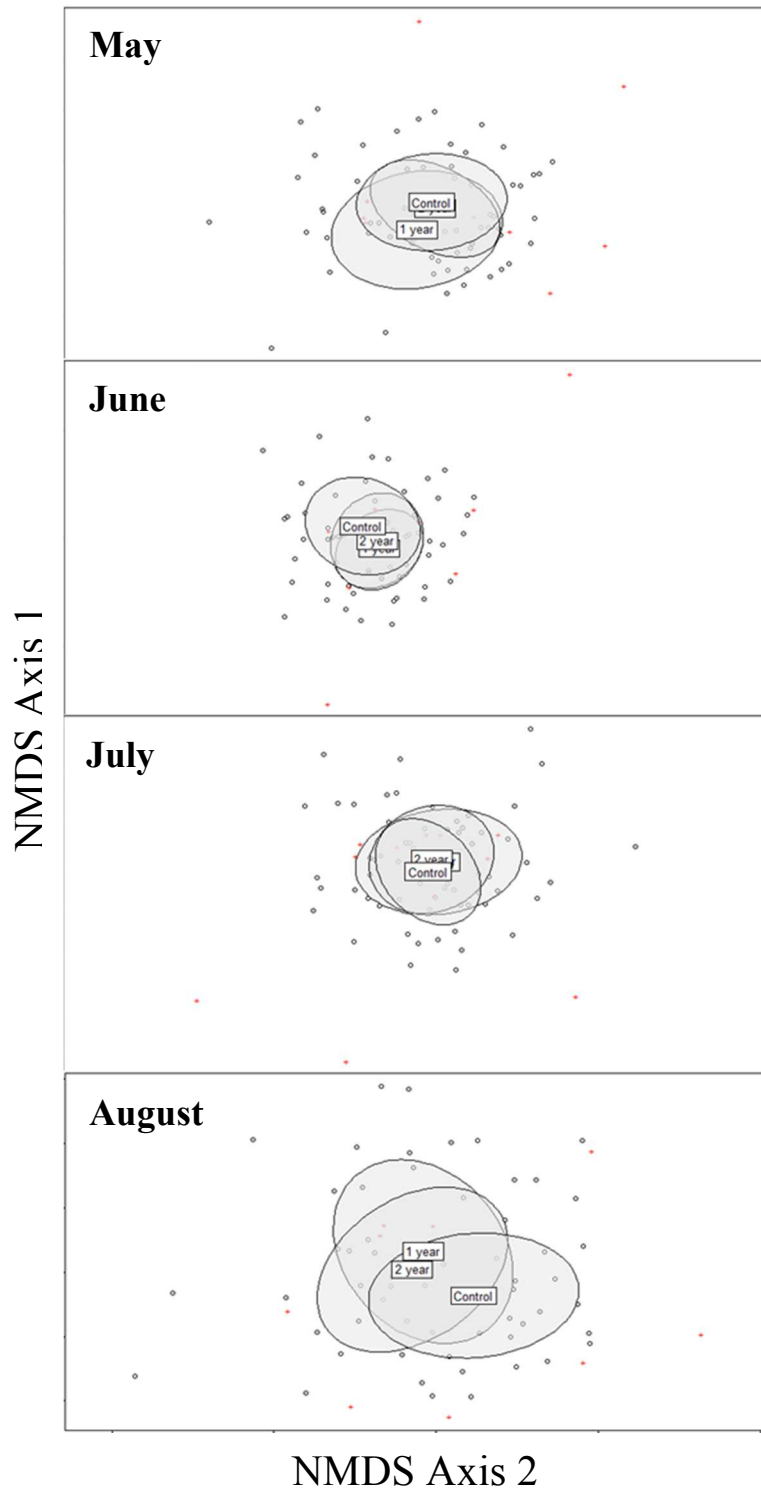 May
Control
1 year
June
Control
2 year
year
July
2 year
Control
August
1 year
2 year
Control
NMDS Axis 1
NMDS Axis 2